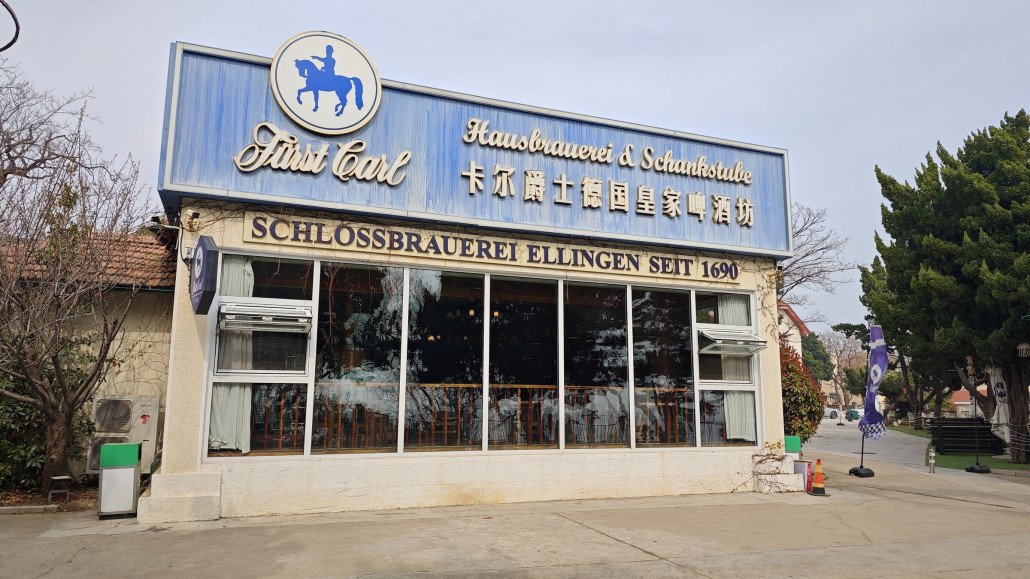 Fürst Carl
Hausbrauerei & Schankstube
卡尔爵士德国皇家啤酒坊
SCHLOSSBRAUEREI ELLINGEN SEIT 1690